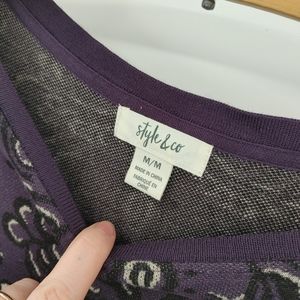 style & co
M/M
MADE IN CHINA
FABRIQUÉ EN
CHINE